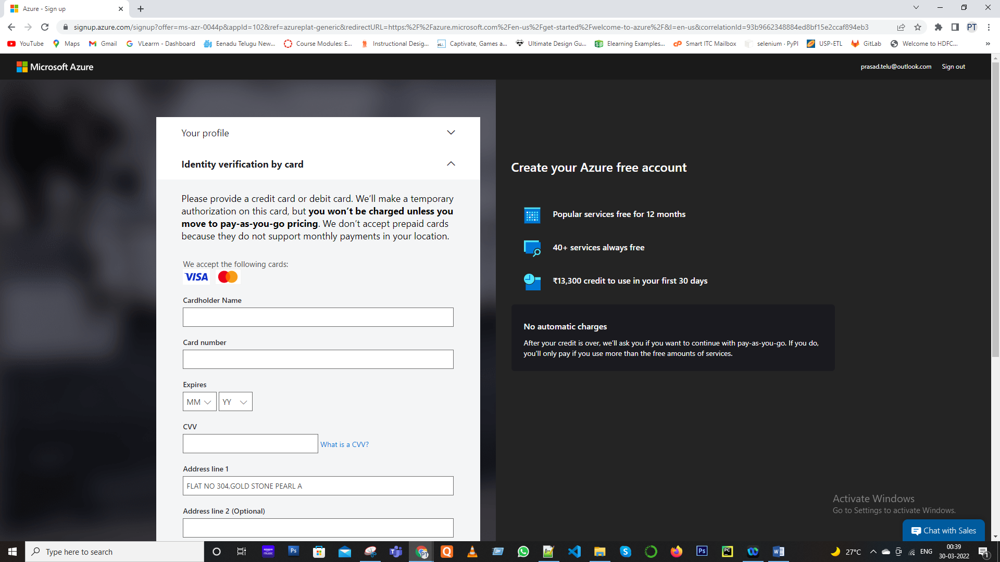 Azure - Sign up
signup.azure.com/signup?offer=ms-azr-0044p&appId=102&ref=azureplat-generic&redirectURL=https:%2F%2Fazure.microsoft.com%2Fen-us%2Fget-started%2Fwelcome-to-azure%2F&l=en-us&correlationId=93b9662348884ed8bf15e2ccaf894eb3
PT
YouTube Maps Gmail VLearn - Dashboard Eenadu Telugu New... Course Modules: E... Instructional Desig... Captivate, Games a... Ultimate Design Gu... Elearning Examples... Smart ITC Mailbox selenium · PyPI USP-ETL GitLab Welcome to HDFC... »
Microsoft Azure
prasad.telu@outlook.com Sign out
Your profile
Identity verification by card
Please provide a credit card or debit card. We’ll make a temporary
authorization on this card, but you won’t be charged unless you
move to pay-as-you-go pricing. We don’t accept prepaid cards
because they do not support monthly payments in your location.
We accept the following cards:
VISA
Cardholder Name
Card number
Expires
MM YY
CVV
What is a CVV?
Address line 1
FLAT NO 304,GOLD STONE PEARL A
Address line 2 (Optional)
Create your Azure free account
Popular services free for 12 months
40+ services always free
₹13,300 credit to use in your first 30 days
No automatic charges
After your credit is over, we’ll ask you if you want to continue with pay-as-you-go. If you do,
you’ll only pay if you use more than the free amounts of services.
Activate Windows
Go to Settings to activate Windows.
Chat with Sales
Type here to search
27°C
ENG
00:39
30-03-2022
1